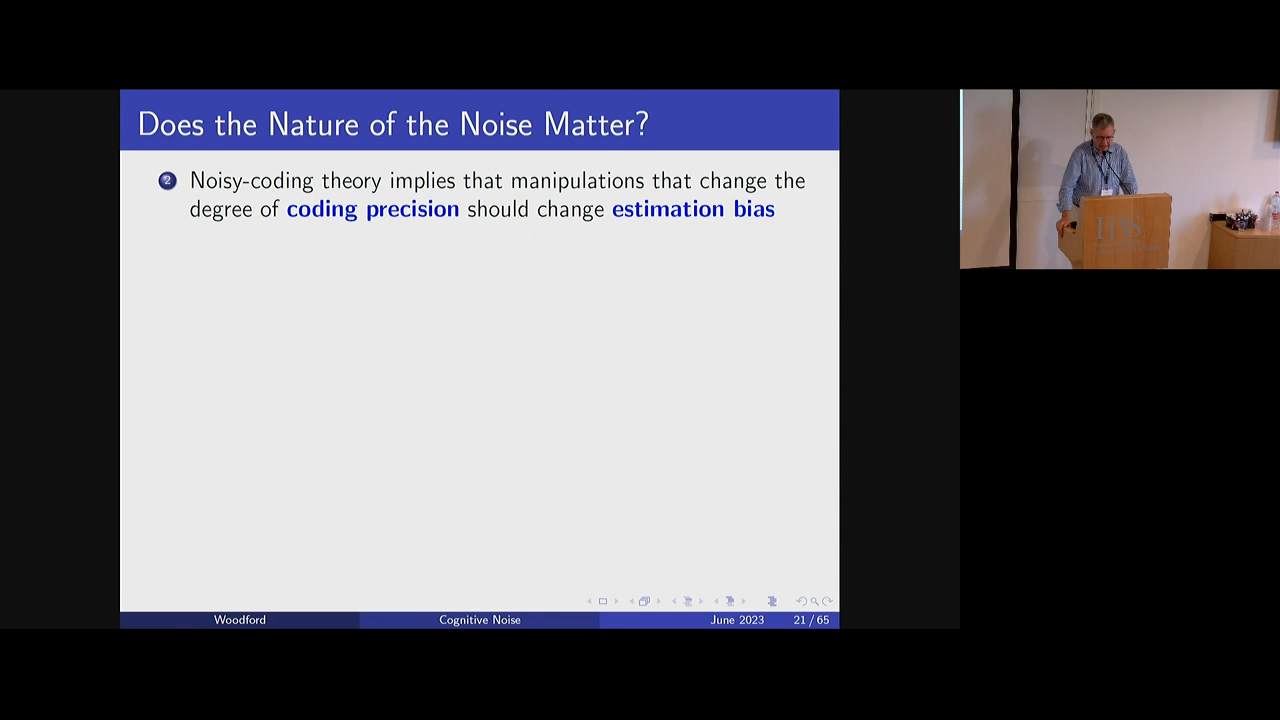 Does the Nature of the Noise Matter?
2 Noisy-coding theory implies that manipulations that change the
degree of coding precision should change estimation bias
Woodford Cognitive Noise June 2023 21 / 65